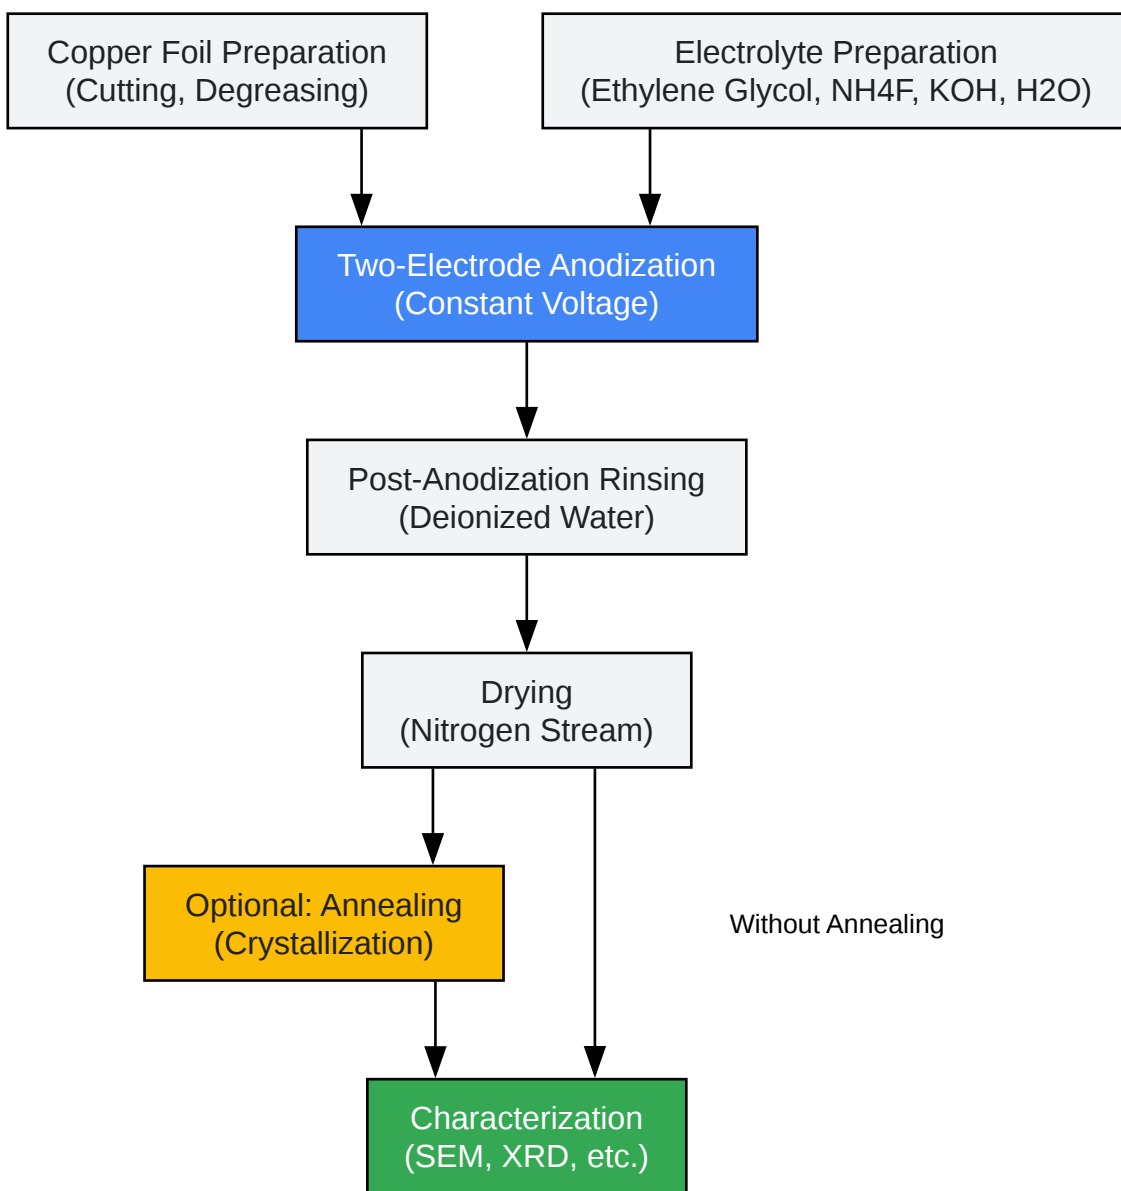 Copper Foil Preparation
(Cutting, Degreasing)
Electrolyte Preparation
(Ethylene Glycol, NH4F, KOH, H2O)
Two-Electrode Anodization
(Constant Voltage)
Post-Anodization Rinsing
(Deionized Water)
Drying
(Nitrogen Stream)
Optional: Annealing
(Crystallization)
Without Annealing
Characterization
(SEM, XRD, etc.)